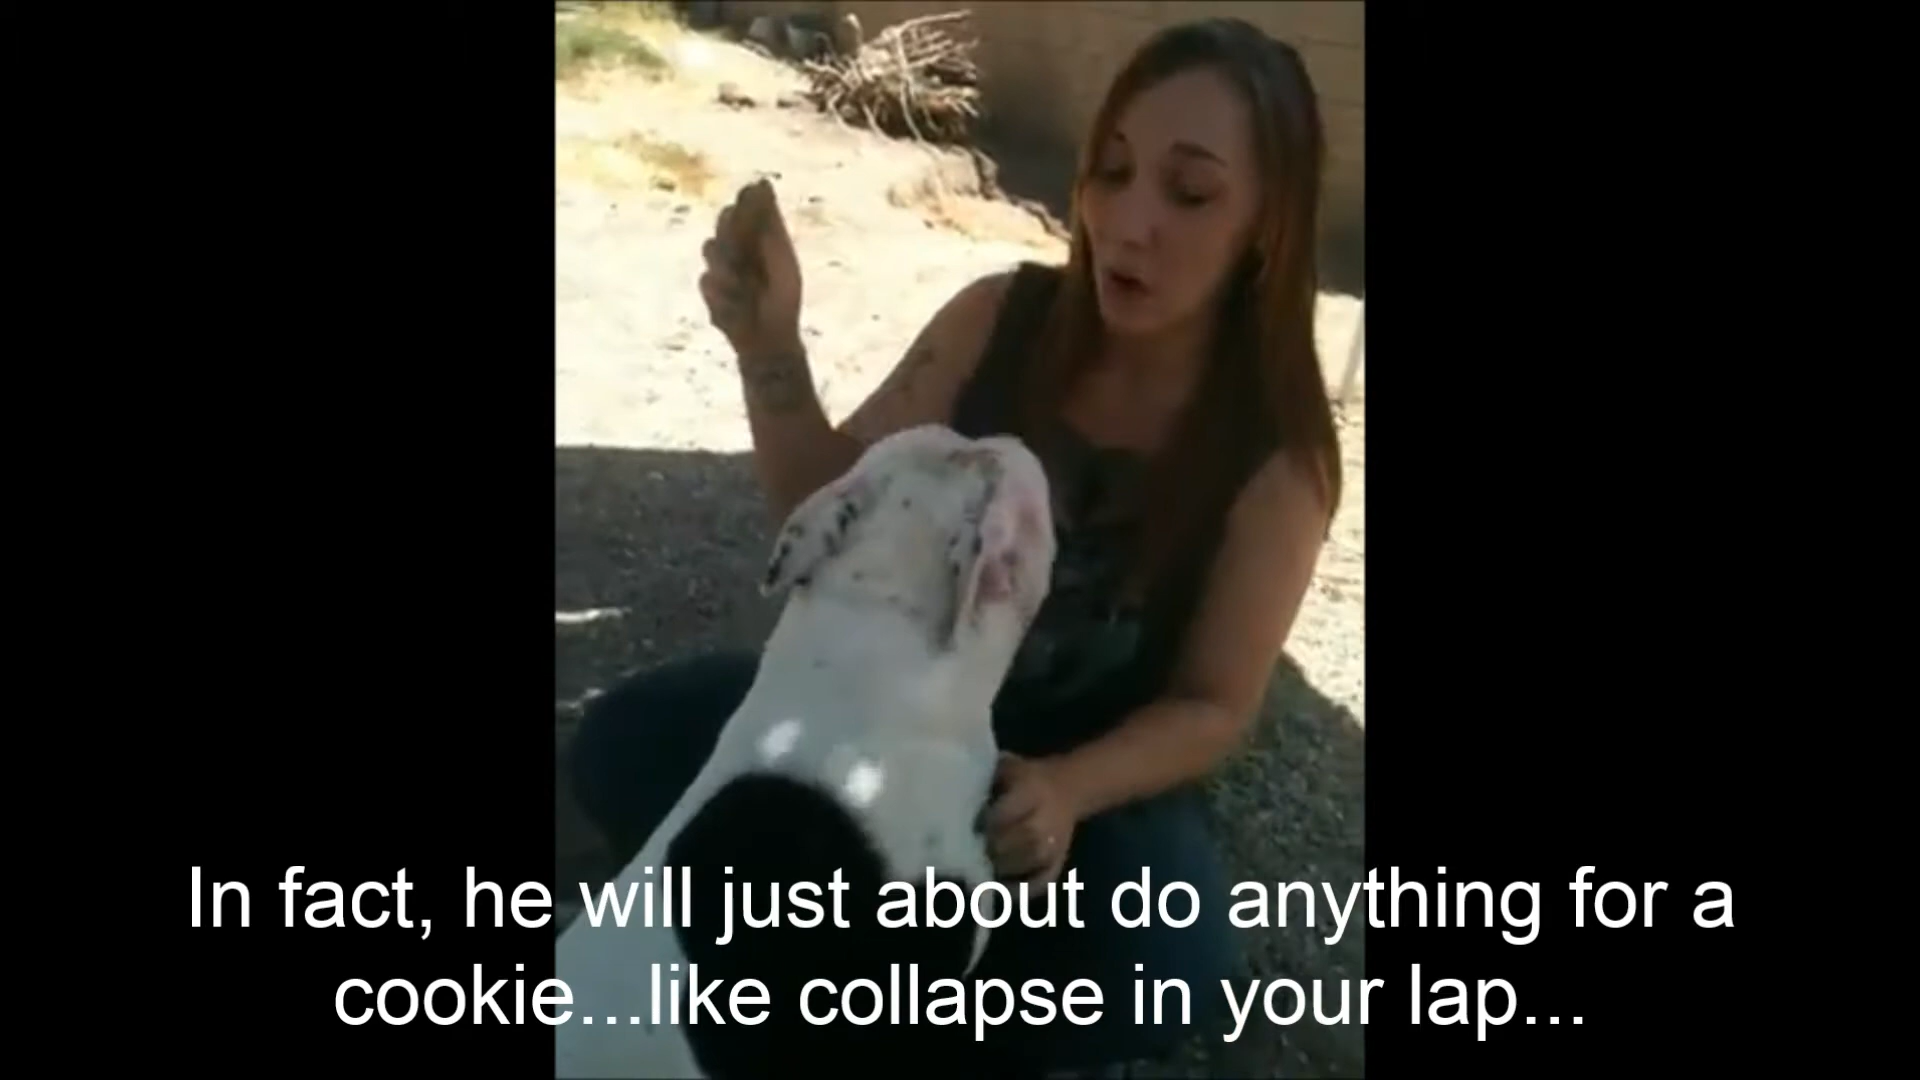 In fact, he will just about do anything for a
cookie...like collapse in your lap...